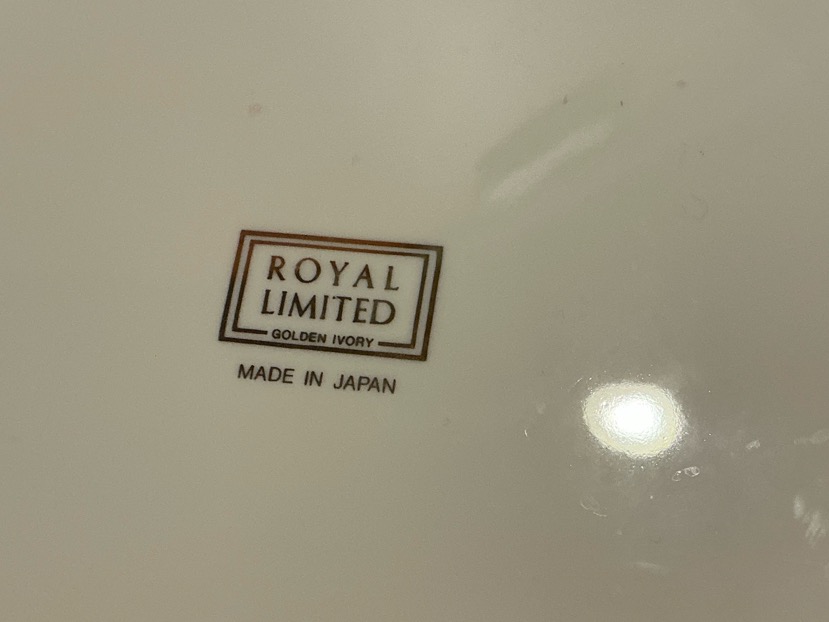 ROYAL
LIMITED
GOLDEN IVORY
MADE IN JAPAN